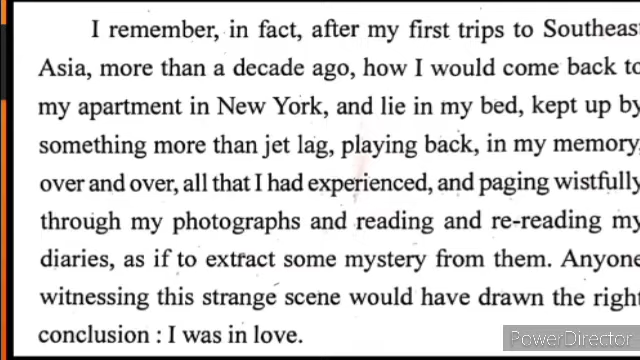 I remember, in fact, after my first trips to Southeas
Asia, more than a decade ago, how I would come back to
my apartment in New York, and lie in my bed, kept up by
something more than jet lag, playing back, in my memory,
over and over, all that I had experienced, and paging wistfully
through my photographs and reading and re-reading my
diaries, as if to extract some mystery from them. Anyone
witnessing this strange scene would have drawn the right
conclusion : I was in love.
PowerDirector